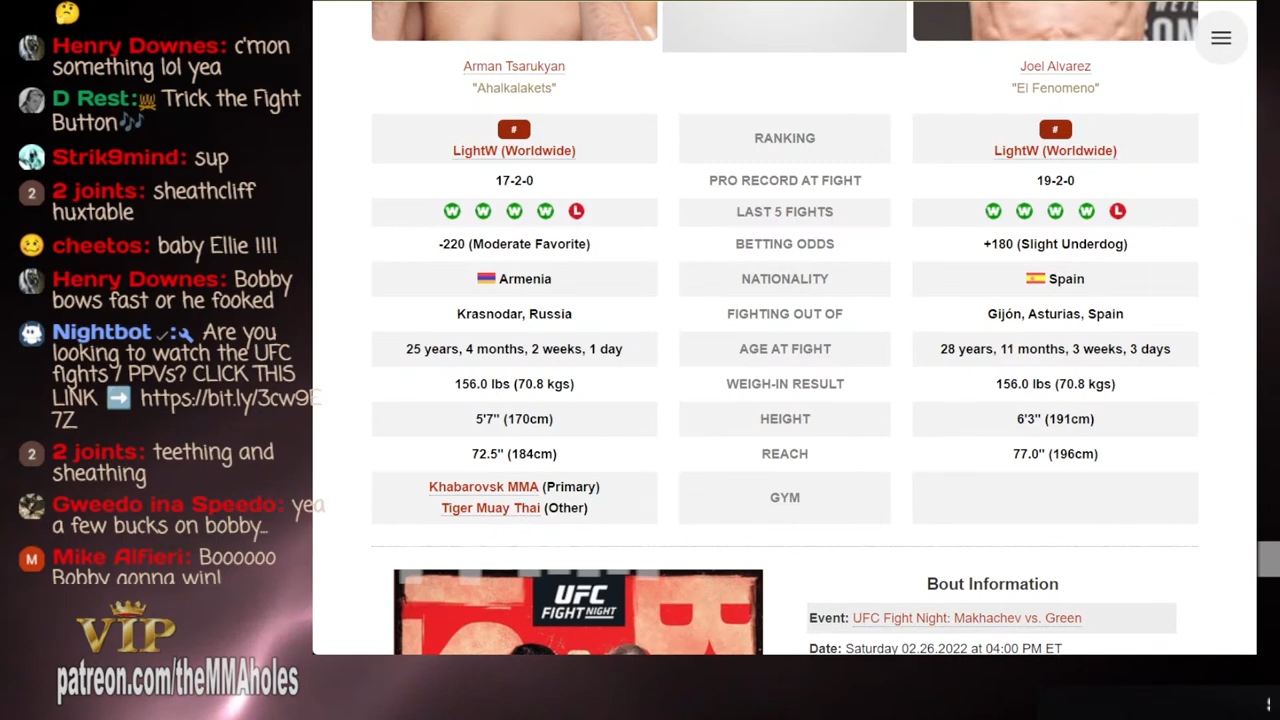 Henry Downes: c'mon
something lol yea
D Rest: Trick the Fight
Button
Strik9mind: sup
2 joints: sheathcliff
huxtable
cheetos: baby Ellie !!!!
Henry Downes: Bobby
bows fast or he fooked
Nightbot : Are you
looking to watch the UFC
fights / PPVs? CLICK THIS
LINK https://bit.ly/3cw9E
7Z
2 joints: teething and
sheathing
Gweedo ina Speedo: yea
a few bucks on bobby...
Mike Alfieri: Boooooo
Bobby gonna win!
VIP
patreon.com/theMMAholes
Arman Tsarukyan Joel Alvarez
"Ahalkalakets" "El Fenomeno"
# #
LightW (Worldwide) RANKING LightW (Worldwide)
17-2-0 PRO RECORD AT FIGHT 19-2-0
W W W W L LAST 5 FIGHTS W W W W L
-220 (Moderate Favorite) BETTING ODDS +180 (Slight Underdog)
Armenia NATIONALITY Spain
Krasnodar, Russia FIGHTING OUT OF Gijón, Asturias, Spain
25 years, 4 months, 2 weeks, 1 day AGE AT FIGHT 28 years, 11 months, 3 weeks, 3 days
156.0 lbs (70.8 kgs) WEIGH-IN RESULT 156.0 lbs (70.8 kgs)
5'7" (170cm) HEIGHT 6'3" (191cm)
72.5" (184cm) REACH 77.0" (196cm)
Khabarovsk MMA (Primary)
GYM
Tiger Muay Thai (Other)
UFC
FIGHT NIGHT
Bout Information
Event: UFC Fight Night: Makhachev vs. Green
Date: Saturday 02.26.2022 at 04:00 PM ET